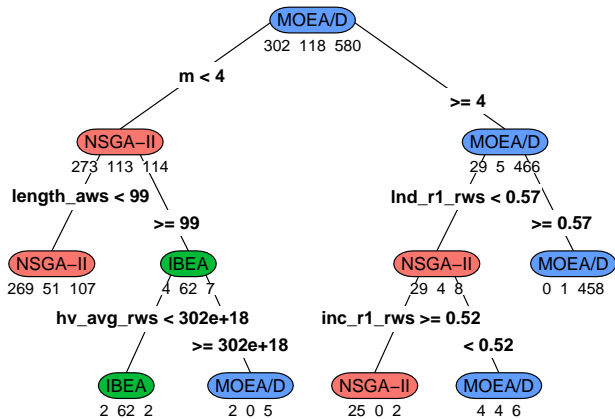 MOEA/D
302 118 580
m < 4
>= 4
NSGA−II
MOEA/D
273 113 114
29 5 466
length_aws < 99
lnd_r1_rws < 0.57
>= 99
>= 0.57
NSGA−II
IBEA
NSGA−II
MOEA/D
269 51 107
4 62 7
29 4 8
0 1 458
hv_avg_rws < 302e+18
inc_r1_rws >= 0.52
>= 302e+18
< 0.52
IBEA
MOEA/D
NSGA−II
MOEA/D
2 62 2
2 0 5
25 0 2
4 4 6